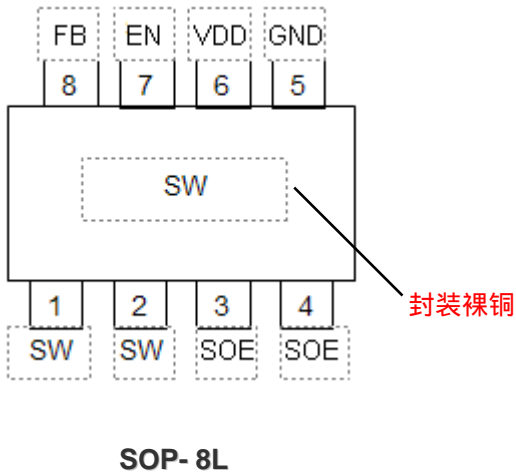 FB EN VDD GND
8 7 6 5
SW
封装裸铜
1 2 3 4
SW SW SOE SOE
SOP- 8L